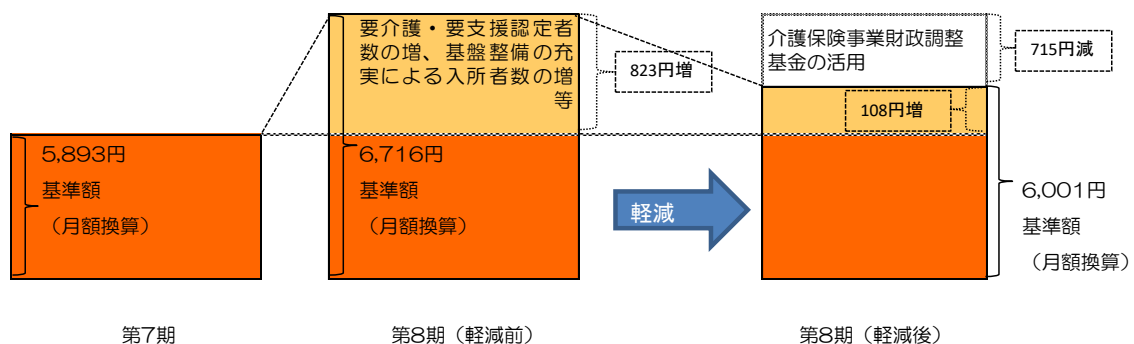 5,893円
基準額
（月額換算）
第7期
要介護・要支援認定者
数の増、基盤整備の充
実による入所者数の増
等
823円増
6,716円
基準額
（月額換算）
第8期（軽減前）
軽減
介護保険事業財政調整
基金の活用
715円減
108円増
6,001円
基準額
（月額換算）
第8期（軽減後）